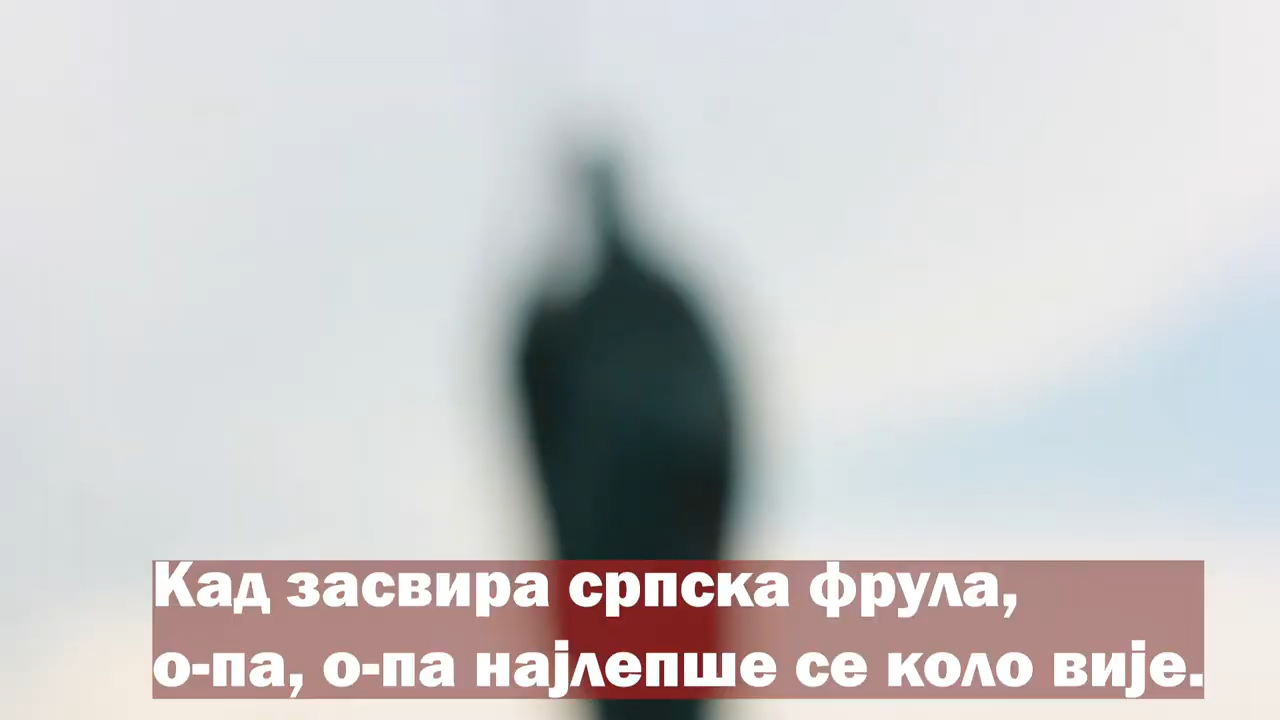 Кад засвира српска фрула,
о-па, о-па најлепше се коло вије.